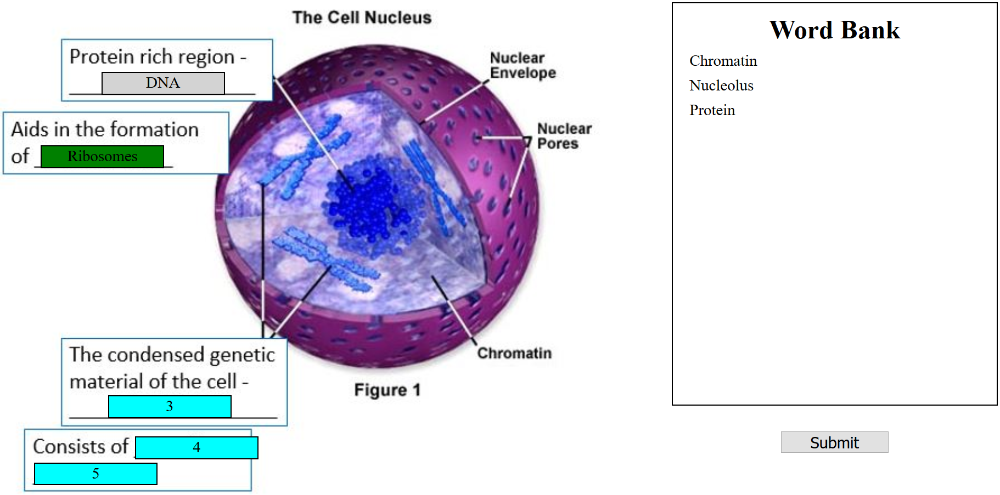 The Cell Nucleus
Protein rich region -
DNA
Aids in the formation
of Ribosomes
The condensed genetic
material of the cell -
3
Consists of 4
5
Nuclear
Envelope
Nuclear
Pores
Chromatin
Figure 1
Word Bank
Chromatin
Nucleolus
Protein
Submit